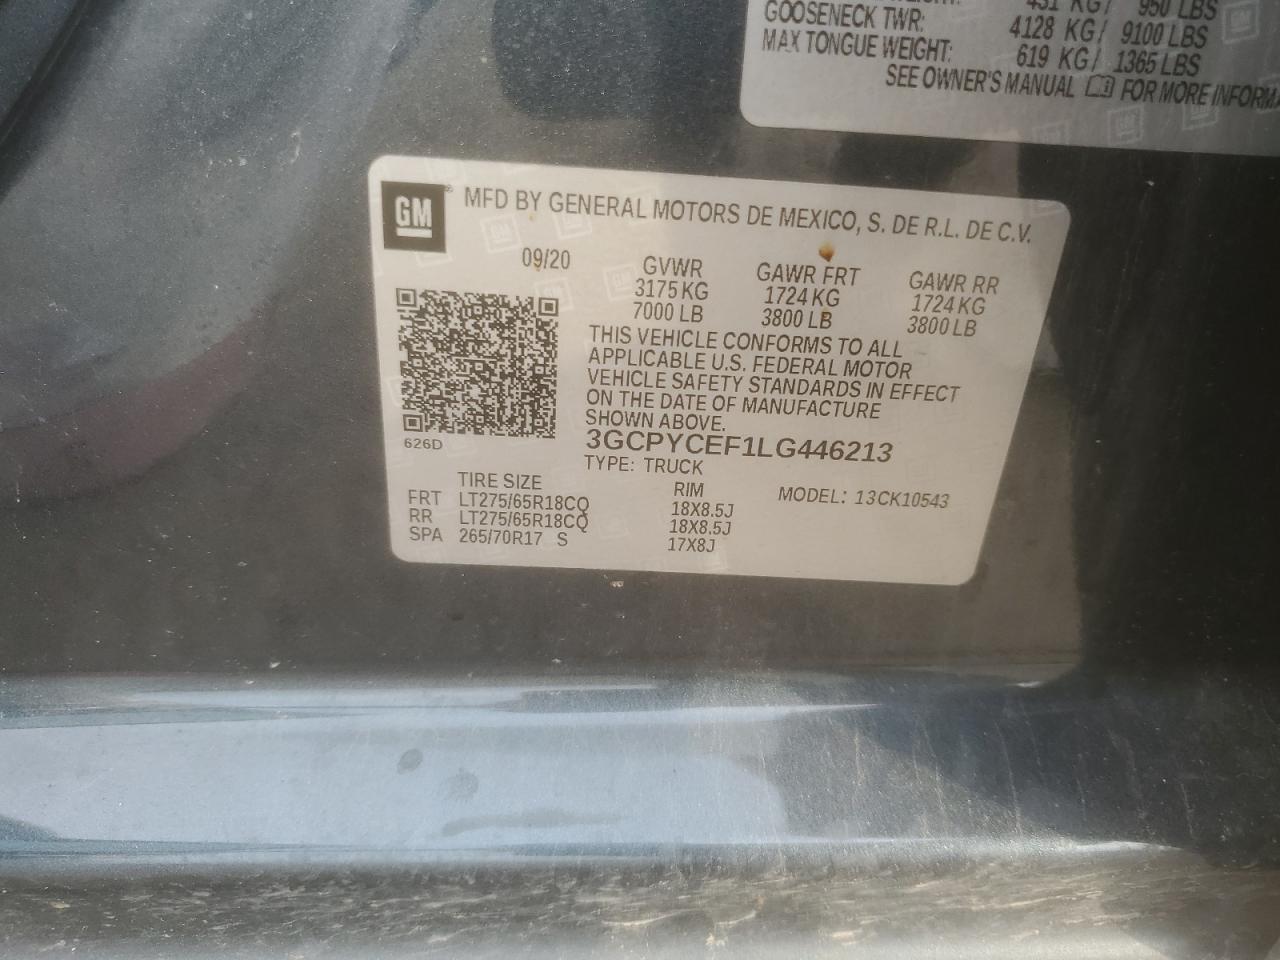 431 KG/ 950 LBS
GOOSENECK TWR: 4128 KG/ 9100 LBS
MAX TONGUE WEIGHT: 619 KG/ 1365 LBS
SEE OWNER'S MANUAL FOR MORE
GM® MFD BY GENERAL MOTORS DE MEXICO, S. DE R.L. DE C.V.
09/20 GVWR GAWR FRT GAWR RR
3175 KG 1724 KG 1724 KG
7000 LB 3800 LB 3800 LB
THIS VEHICLE CONFORMS TO ALL
APPLICABLE U.S. FEDERAL MOTOR
VEHICLE SAFETY STANDARDS IN EFFECT
ON THE DATE OF MANUFACTURE
SHOWN ABOVE.
626D
3GCPYCEF1LG446213
TYPE: TRUCK
TIRE SIZE RIM MODEL: 13CK10543
FRT LT275/65R18CQ 18X8.5J
RR LT275/65R18CQ 18X8.5J
SPA 265/70R17 S 17X8J